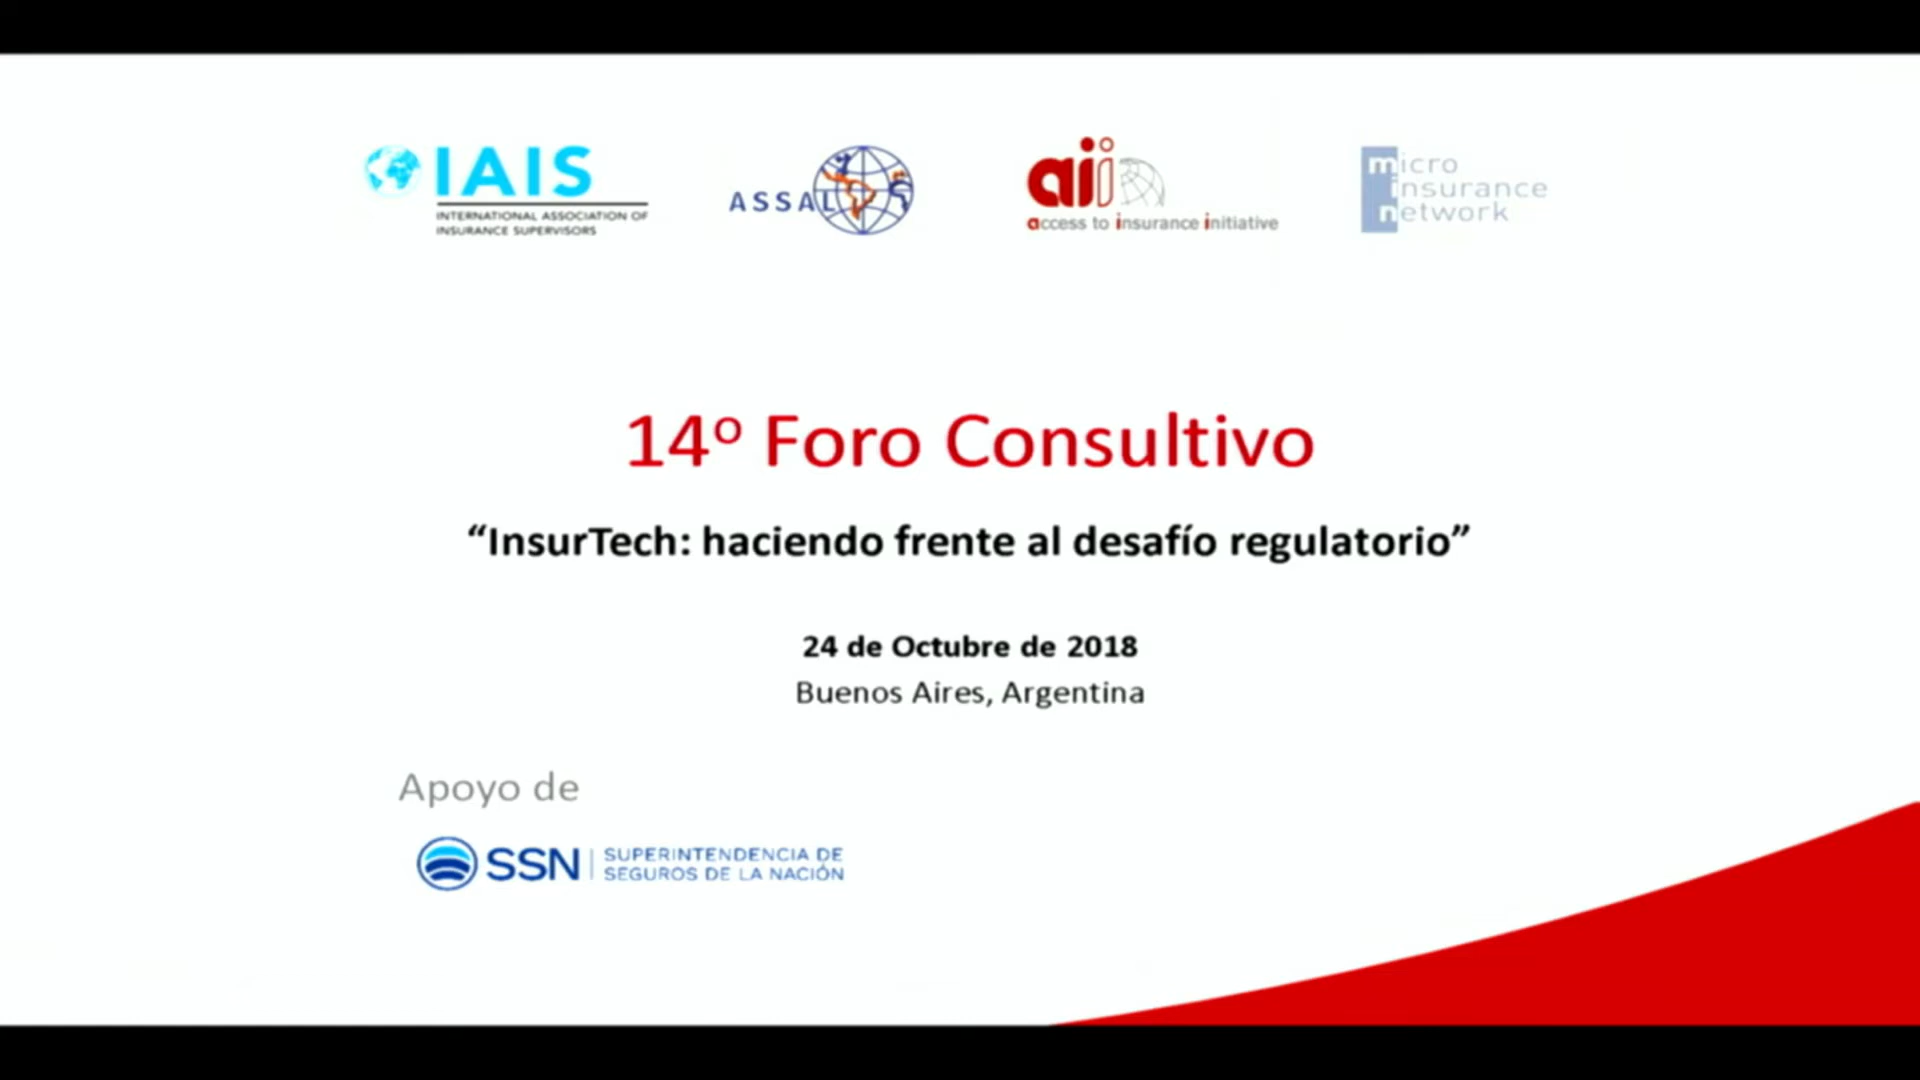 IAIS
INTERNATIONAL ASSOCIATION OF
INSURANCE SUPERVISORS
ASSAL
aii
access to insurance initiative
micro
insurance
network
14º Foro Consultivo
“InsurTech: haciendo frente al desafío regulatorio”
24 de Octubre de 2018
Buenos Aires, Argentina
Apoyo de
SSN
SUPERINTENDENCIA DE
SEGUROS DE LA NACIÓN